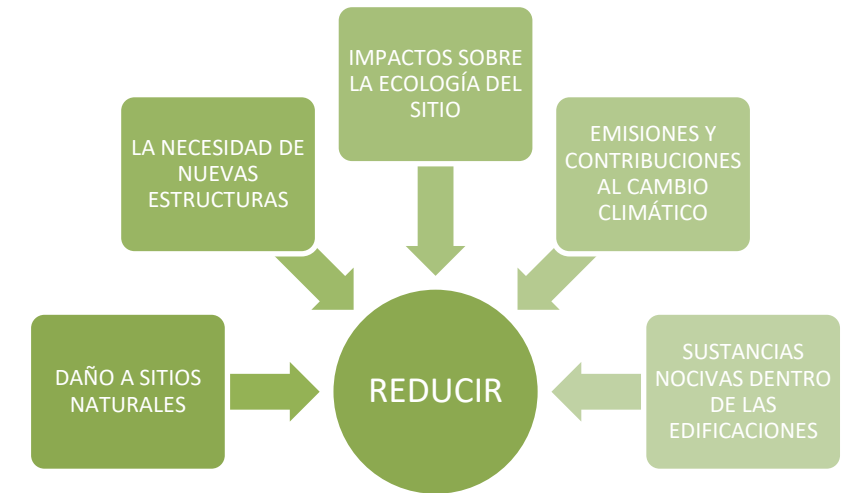 IMPACTOS SOBRE
LA ECOLOGÍA DEL
SITIO
LA NECESIDAD DE
NUEVAS
ESTRUCTURAS
EMISIONES Y
CONTRIBUCIONES
AL CAMBIO
CLIMÁTICO
DAÑO A SITIOS
NATURALES
REDUCIR
SUSTANCIAS
NOCIVAS DENTRO
DE LAS
EDIFICACIONES